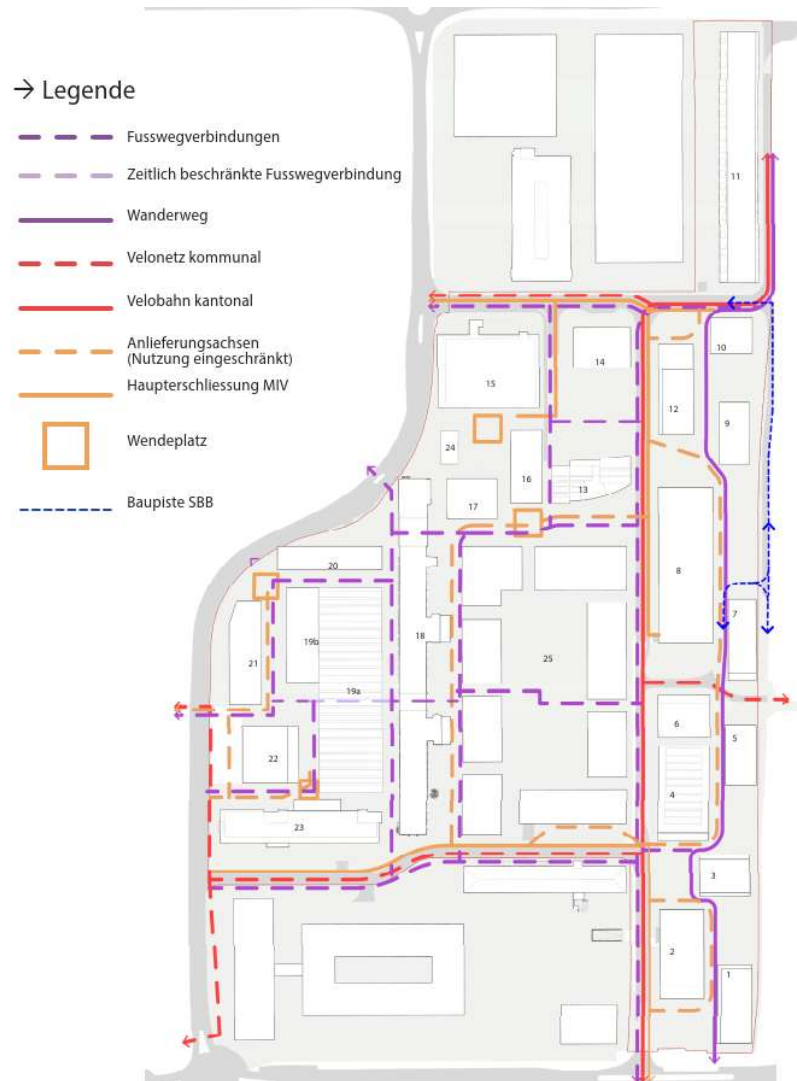 → Legende
Fusswegverbindungen
Zeitlich beschränkte Fusswegverbindung
Wanderweg
Velonetz kommunal
Velobahn kantonal
Anlieferungsachsen
(Nutzung eingeschränkt)
Haupterschliessung MIV
Wendeplatz
Baupiste SBB
11
10
14
15
12
9
24
16
13
17
8
20
7
18
19b
21
25
19a
6
5
22
4
23
3
2
1